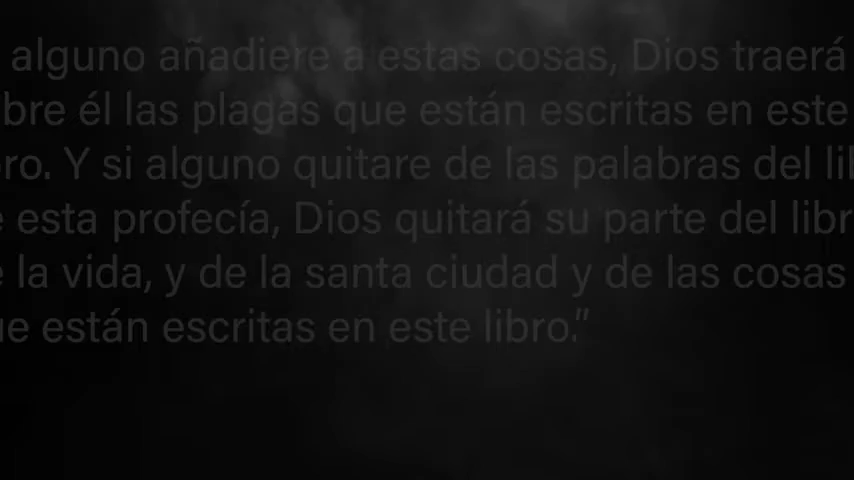 alguno añadiere a estas cosas, Dios traerá
bre él las plagas que están escritas en este
ro. Y si alguno quitare de las palabras del lib
e esta profecía, Dios quitará su parte del libr
e la vida, y de la santa ciudad y de las cosas
ue están escritas en este libro.”